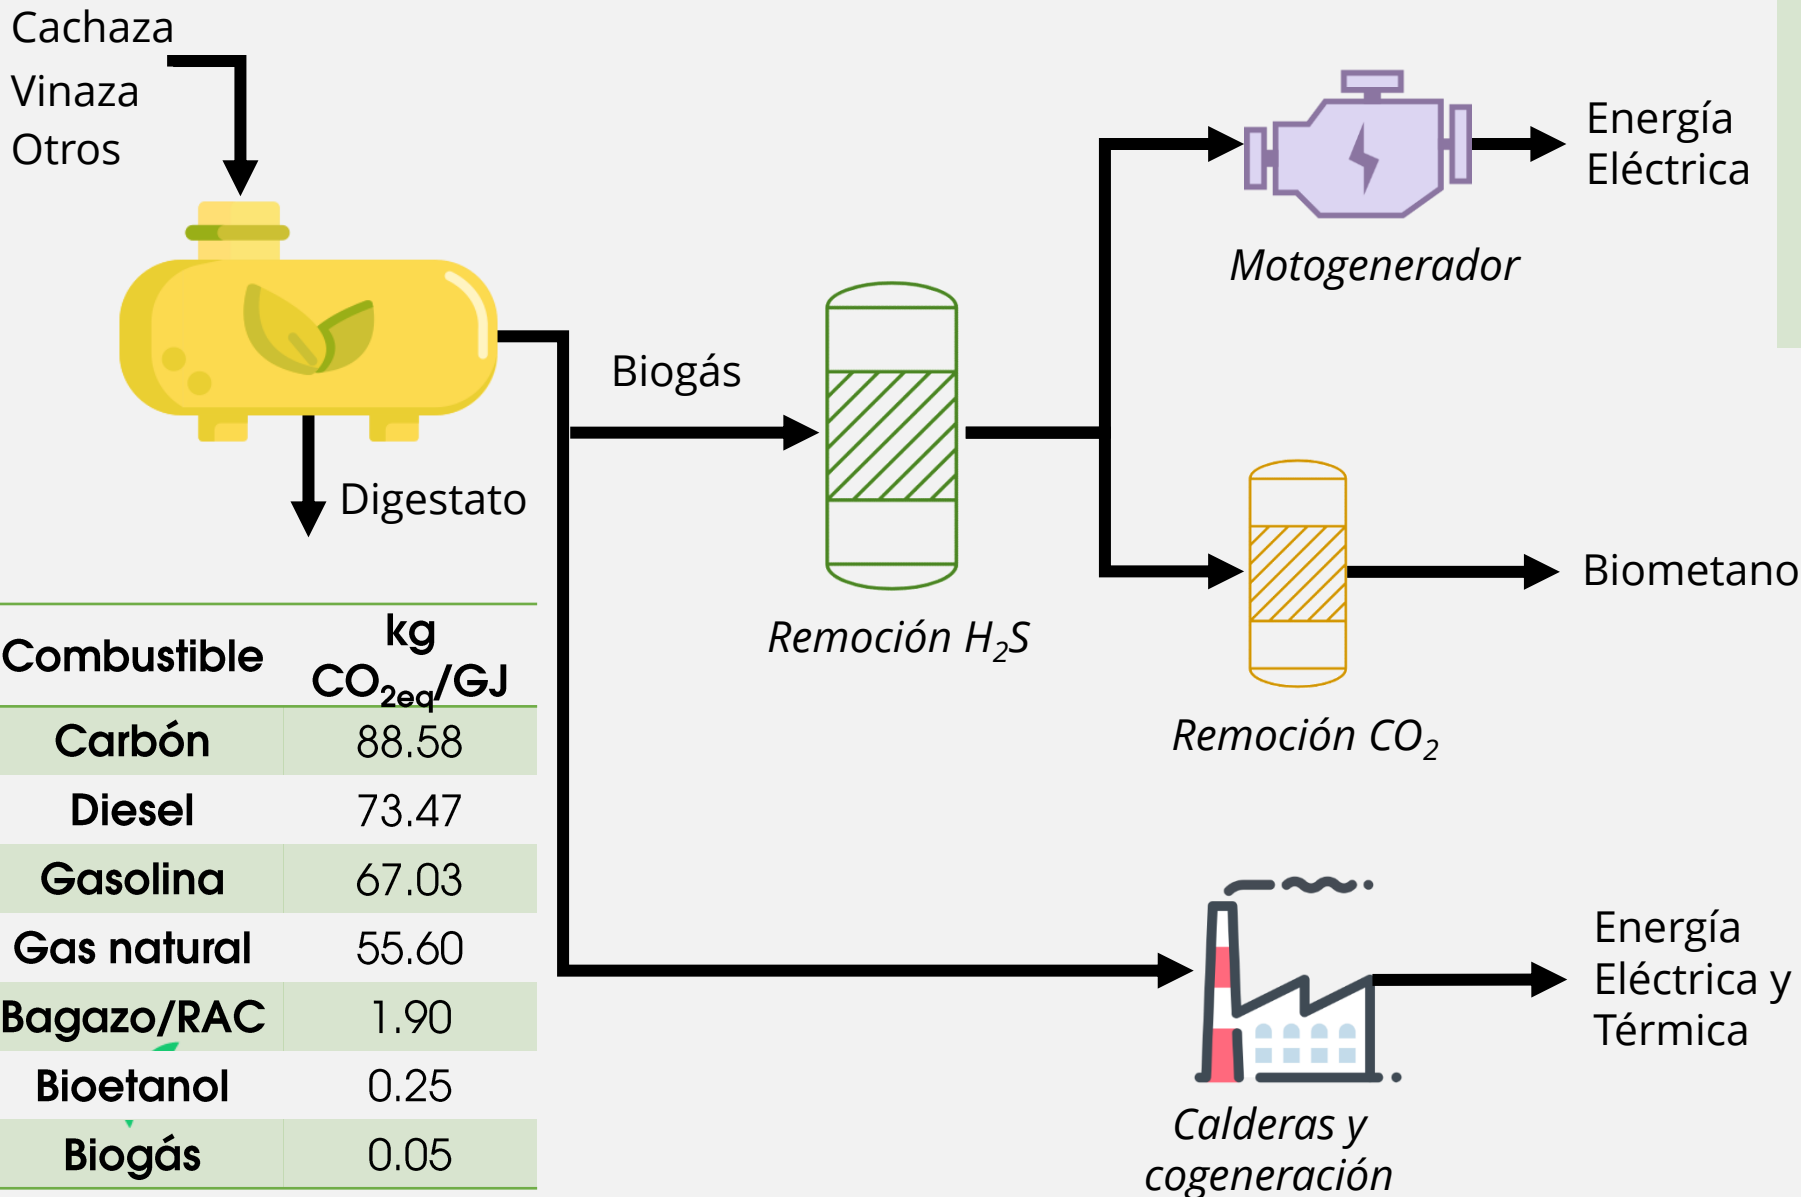 Cachaza
Vinaza
Otros
Energía
Eléctrica
Motogenerador
Biogás
Digestato
Remoción H₂S
Biometano
Remoción CO₂
Combustible
kg
CO₂eq/GJ
Carbón 88.58
Diesel 73.47
Gasolina 67.03
Gas natural 55.60
Bagazo/RAC 1.90
Bioetanol 0.25
Biogás 0.05
Energía
Eléctrica y
Térmica
Calderas y
cogeneración